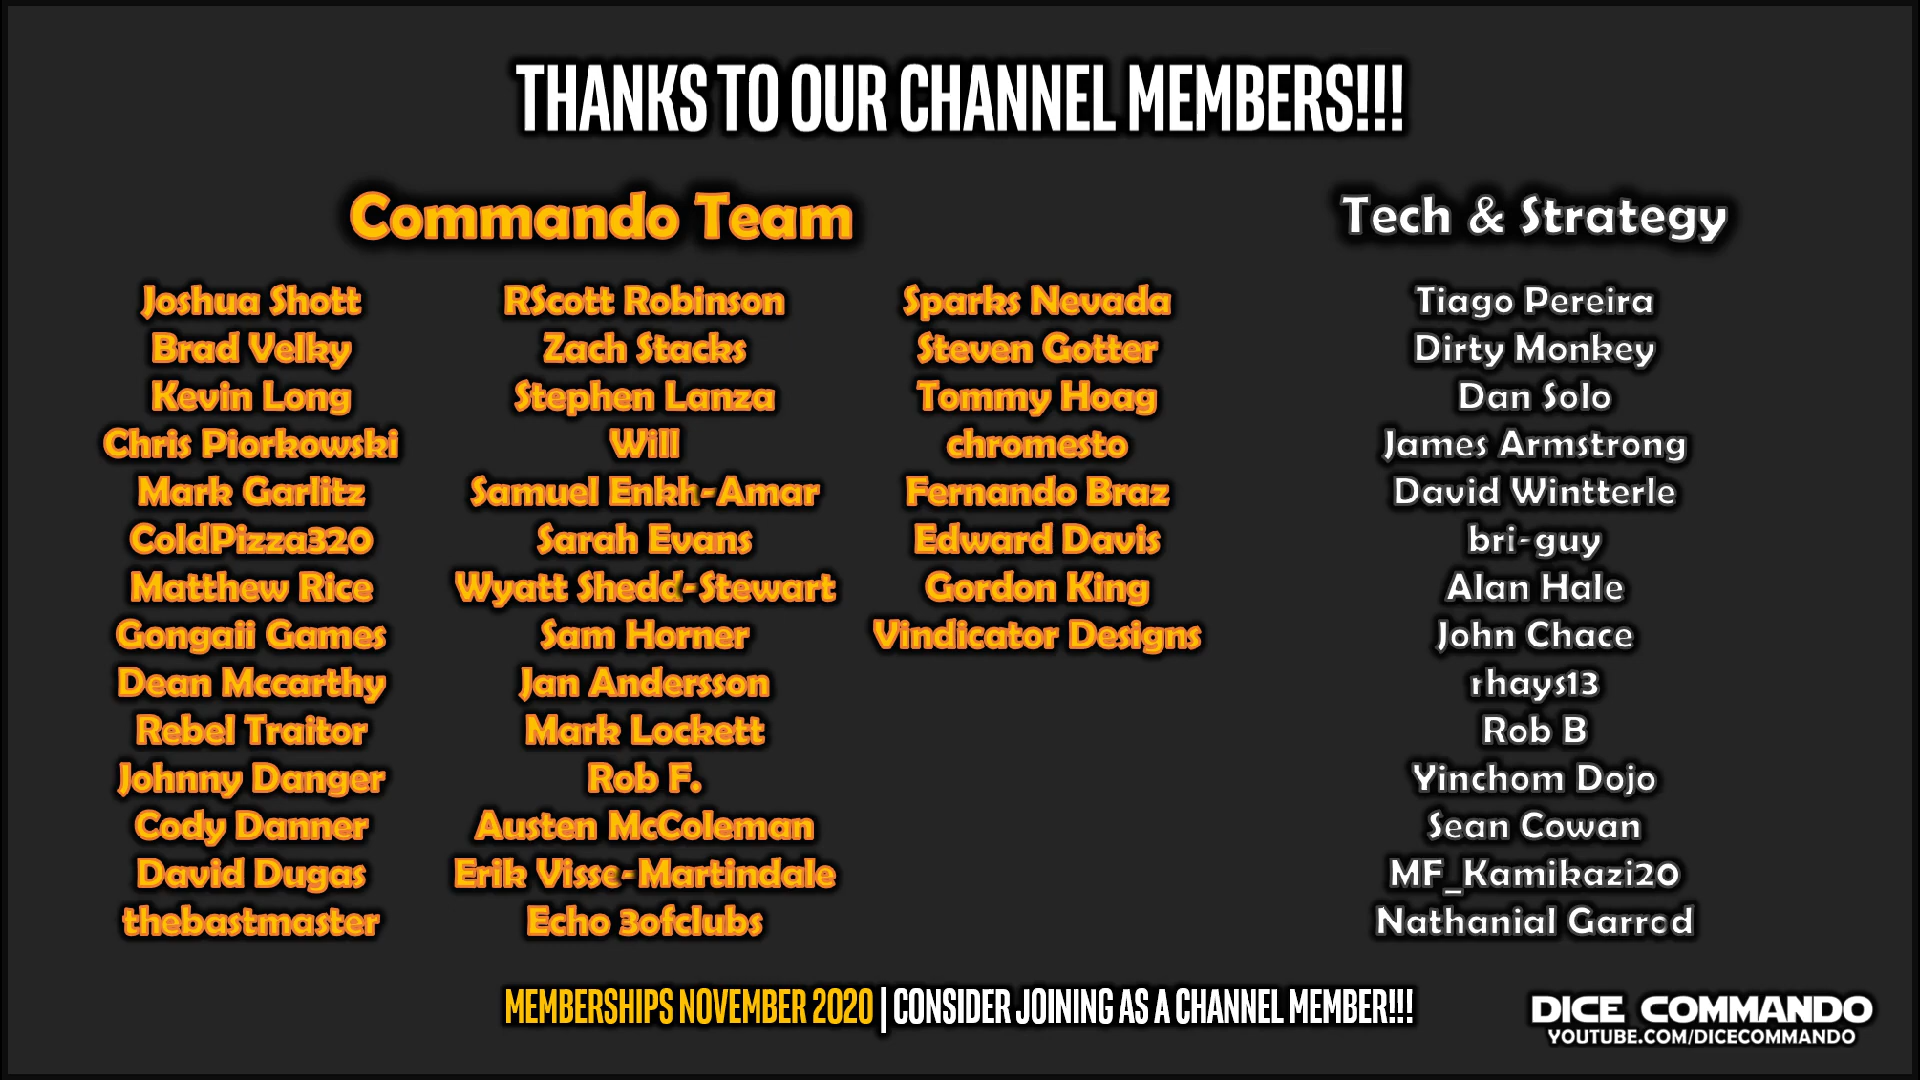 THANKS TO OUR CHANNEL MEMBERS!!!
Commando Team
Joshua Shott
Brad Velky
Kevin Long
Chris Piorkowski
Mark Garlitz
ColdPizza320
Matthew Rice
Gongaii Games
Dean Mccarthy
Rebel Traitor
Johnny Danger
Cody Danner
David Dugas
thebastmaster
RScott Robinson
Zach Stacks
Stephen Lanza
Will
Samuel Enkh-Amar
Sarah Evans
Wyatt Shedd-Stewart
Sam Horner
Jan Andersson
Mark Lockett
Rob F.
Austen McColeman
Erik Visse-Martindale
Echo 3ofclubs
Sparks Nevada
Steven Gotter
Tommy Hoag
chromesto
Fernando Braz
Edward Davis
Gordon King
Vindicator Designs
Tech & Strategy
Tiago Pereira
Dirty Monkey
Dan Solo
James Armstrong
David Wintterle
bri-guy
Alan Hale
John Chace
rhays13
Rob B
Yinchom Dojo
Sean Cowan
MF_Kamikazi20
Nathanial Garrod
MEMBERSHIPS NOVEMBER 2020 | CONSIDER JOINING AS A CHANNEL MEMBER!!!
DICE COMMANDO
YOUTUBE.COM/DICECOMMANDO